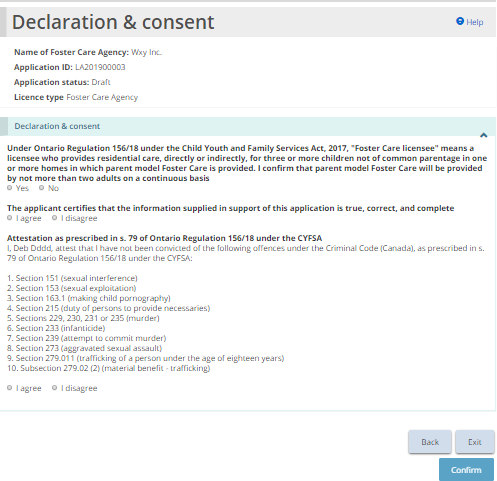 Declaration & consent
Help
Name of Foster Care Agency: Wxy Inc.
Application ID: LA201900003
Application status: Draft
Licence type Foster Care Agency
Declaration & consent
Under Ontario Regulation 156/18 under the Child Youth and Family Services Act, 2017, "Foster Care licensee" means a
licensee who provides residential care, directly or indirectly, for three or more children not of common parentage in one
or more homes in which parent model Foster Care is provided. I confirm that parent model Foster Care will be provided
by not more than two adults on a continuous basis
Yes No
The applicant certifies that the information supplied in support of this application is true, correct, and complete
I agree I disagree
Attestation as prescribed in s. 79 of Ontario Regulation 156/18 under the CYFSA
I, Deb Dddd, attest that I have not been convicted of the following offences under the Criminal Code (Canada), as prescribed in s.
79 of Ontario Regulation 156/18 under the CYFSA:
1. Section 151 (sexual interference)
2. Section 153 (sexual exploitation)
3. Section 163.1 (making child pornography)
4. Section 215 (duty of persons to provide necessaries)
5. Sections 229, 230, 231 or 235 (murder)
6. Section 233 (infanticide)
7. Section 239 (attempt to commit murder)
8. Section 273 (aggravated sexual assault)
9. Section 279.011 (trafficking of a person under the age of eighteen years)
10. Subsection 279.02 (2) (material benefit - trafficking)
I agree I disagree
Back Exit
Confirm